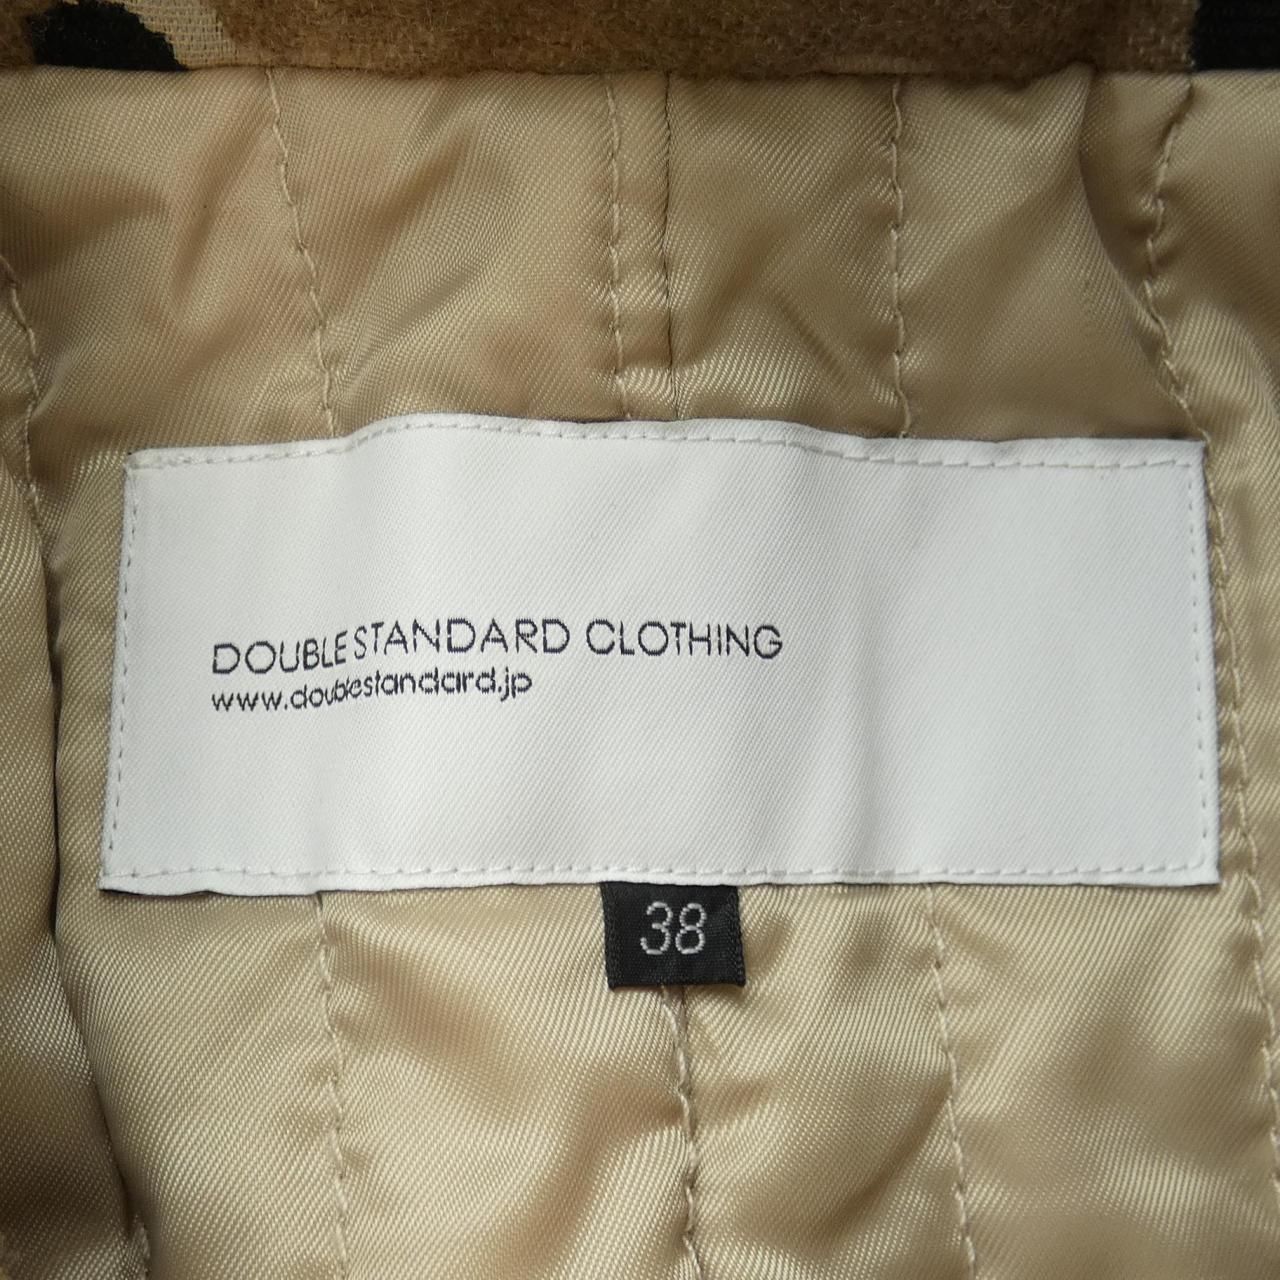 DOUBLE STANDARD CLOTHING
www.doublestandard.jp
38